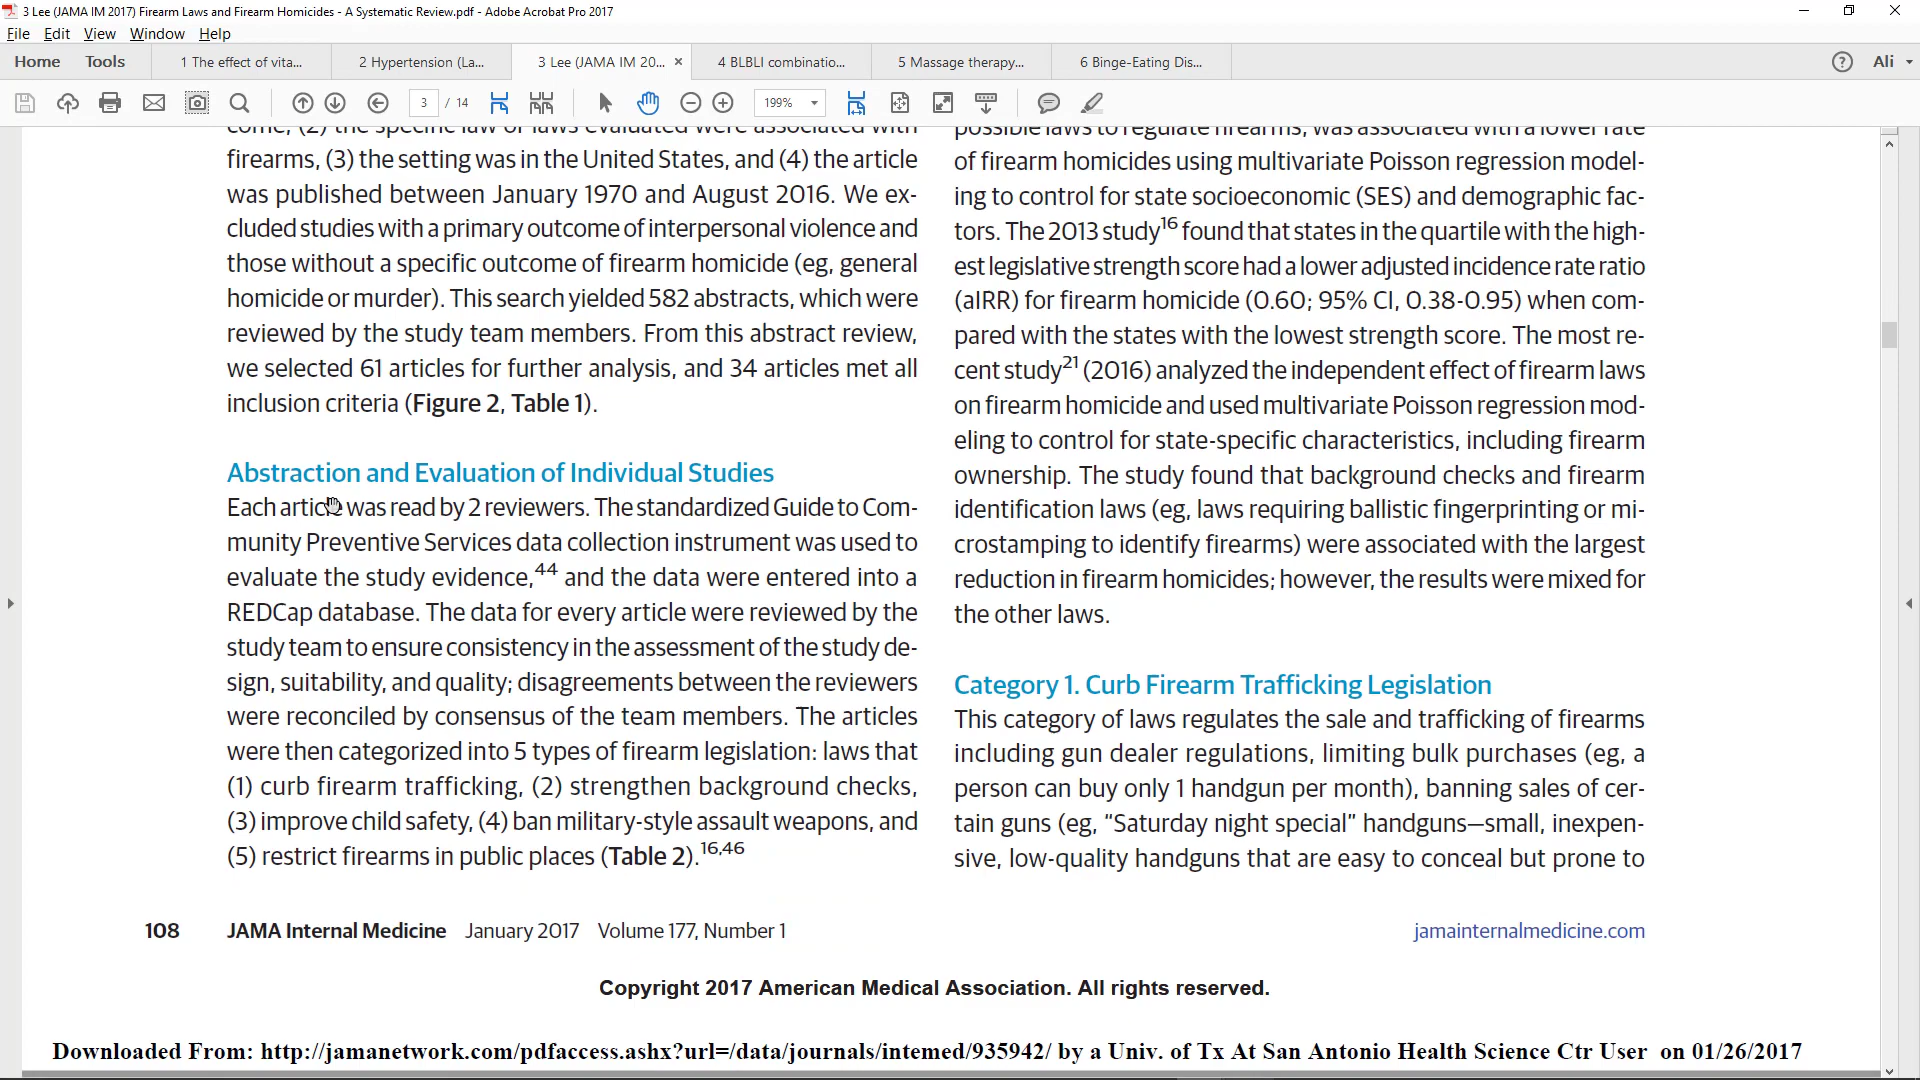 3 Lee (JAMA IM 2017) Firearm Laws and Firearm Homicides - A Systematic Review.pdf - Adobe Acrobat Pro 2017
File Edit View Window Help
Home Tools 1 The effect of vita... 2 Hypertension (La... 3 Lee (JAMA IM 20... × 4 BLBLI combinatio... 5 Massage therapy... 6 Binge-Eating Dis... Ali
3 / 14 199%
come, (2) the specific law or laws evaluated were associated with
firearms, (3) the setting was in the United States, and (4) the article
was published between January 1970 and August 2016. We ex-
cluded studies with a primary outcome of interpersonal violence and
those without a specific outcome of firearm homicide (eg, general
homicide or murder). This search yielded 582 abstracts, which were
reviewed by the study team members. From this abstract review,
we selected 61 articles for further analysis, and 34 articles met all
inclusion criteria (Figure 2, Table 1).
Abstraction and Evaluation of Individual Studies
Each article was read by 2 reviewers. The standardized Guide to Com-
munity Preventive Services data collection instrument was used to
evaluate the study evidence,44 and the data were entered into a
REDCap database. The data for every article were reviewed by the
study team to ensure consistency in the assessment of the study de-
sign, suitability, and quality; disagreements between the reviewers
were reconciled by consensus of the team members. The articles
were then categorized into 5 types of firearm legislation: laws that
(1) curb firearm trafficking, (2) strengthen background checks,
(3) improve child safety, (4) ban military-style assault weapons, and
(5) restrict firearms in public places (Table 2).16,46
possible laws to regulate firearms, was associated with a lower rate
of firearm homicides using multivariate Poisson regression model-
ing to control for state socioeconomic (SES) and demographic fac-
tors. The 2013 study16 found that states in the quartile with the high-
est legislative strength score had a lower adjusted incidence rate ratio
(aIRR) for firearm homicide (0.60; 95% CI, 0.38-0.95) when com-
pared with the states with the lowest strength score. The most re-
cent study21 (2016) analyzed the independent effect of firearm laws
on firearm homicide and used multivariate Poisson regression mod-
eling to control for state-specific characteristics, including firearm
ownership. The study found that background checks and firearm
identification laws (eg, laws requiring ballistic fingerprinting or mi-
crostamping to identify firearms) were associated with the largest
reduction in firearm homicides; however, the results were mixed for
the other laws.
Category 1. Curb Firearm Trafficking Legislation
This category of laws regulates the sale and trafficking of firearms
including gun dealer regulations, limiting bulk purchases (eg, a
person can buy only 1 handgun per month), banning sales of cer-
tain guns (eg, “Saturday night special” handguns—small, inexpen-
sive, low-quality handguns that are easy to conceal but prone to
108 JAMA Internal Medicine January 2017 Volume 177, Number 1 jamainternalmedicine.com
Copyright 2017 American Medical Association. All rights reserved.
Downloaded From: http://jamanetwork.com/pdfaccess.ashx?url=/data/journals/intemed/935942/ by a Univ. of Tx At San Antonio Health Science Ctr User on 01/26/2017